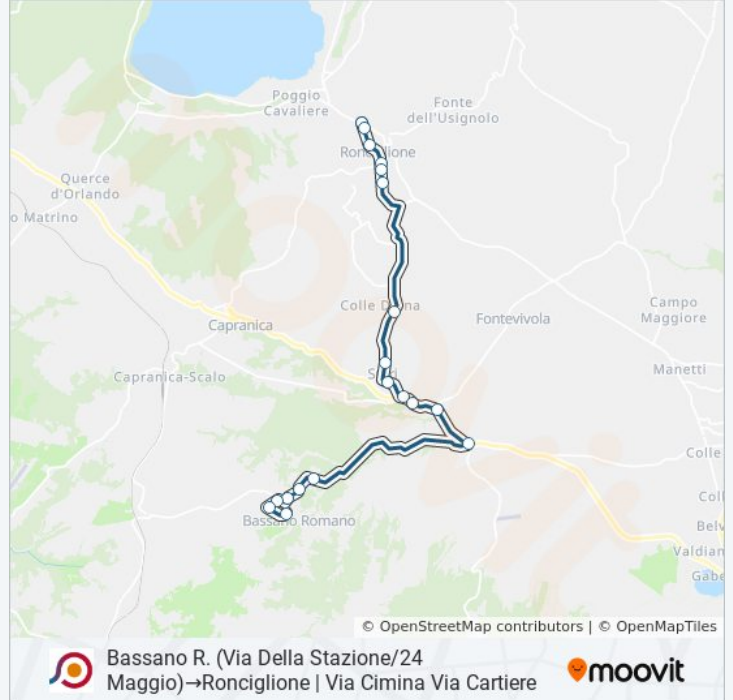 Poggio
Cavaliere
Fonte
dell'Usignolo
Querce
d'Orlando
o Matrino
Colle
Campo
Maggiore
Capranica
Fontevivola
Manetti
Capranica-Scalo
Colle
Coll
Bassano Romano
Belv
Valdian
Gabe
© OpenStreetMap contributors | © OpenMapTiles
Bassano R. (Via Della Stazione/24
Maggio)→Ronciglione | Via Cimina Via Cartiere
moovit